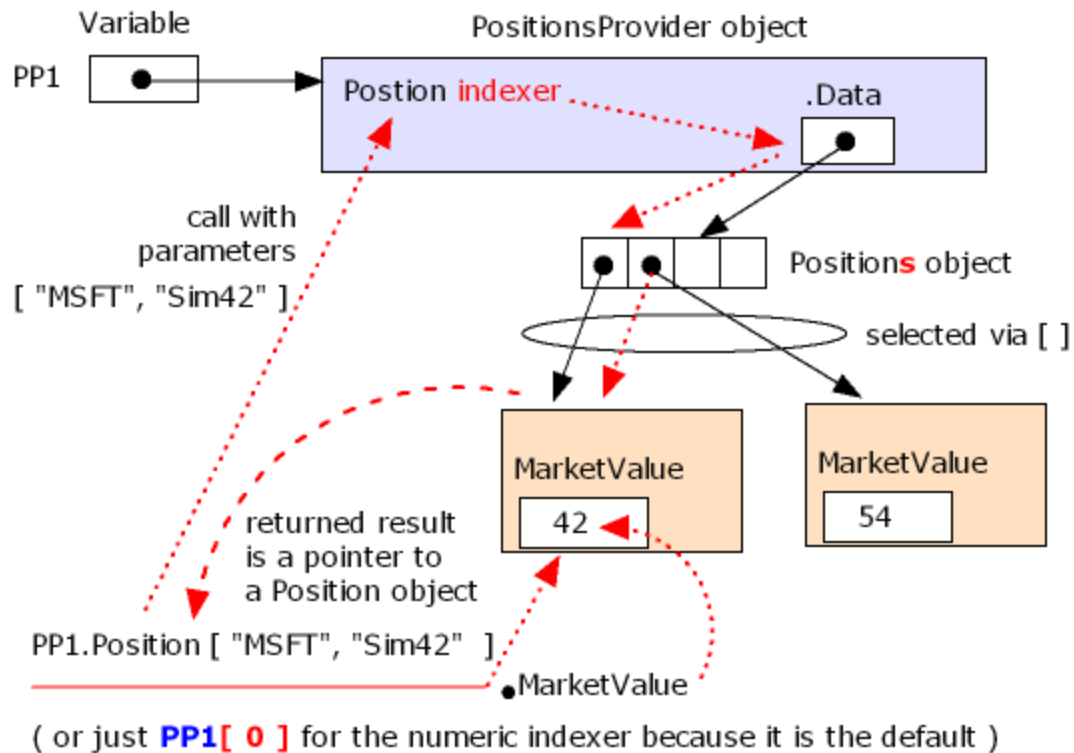 Variable
PositionsProvider object
PP1
Postion indexer
.Data
call with
parameters
[ "MSFT", "Sim42" ]
Positions object
selected via [ ]
MarketValue
42
MarketValue
54
returned result
is a pointer to
a Position object
PP1.Position [ "MSFT", "Sim42" ]
.MarketValue
( or just PP1[ 0 ] for the numeric indexer because it is the default )